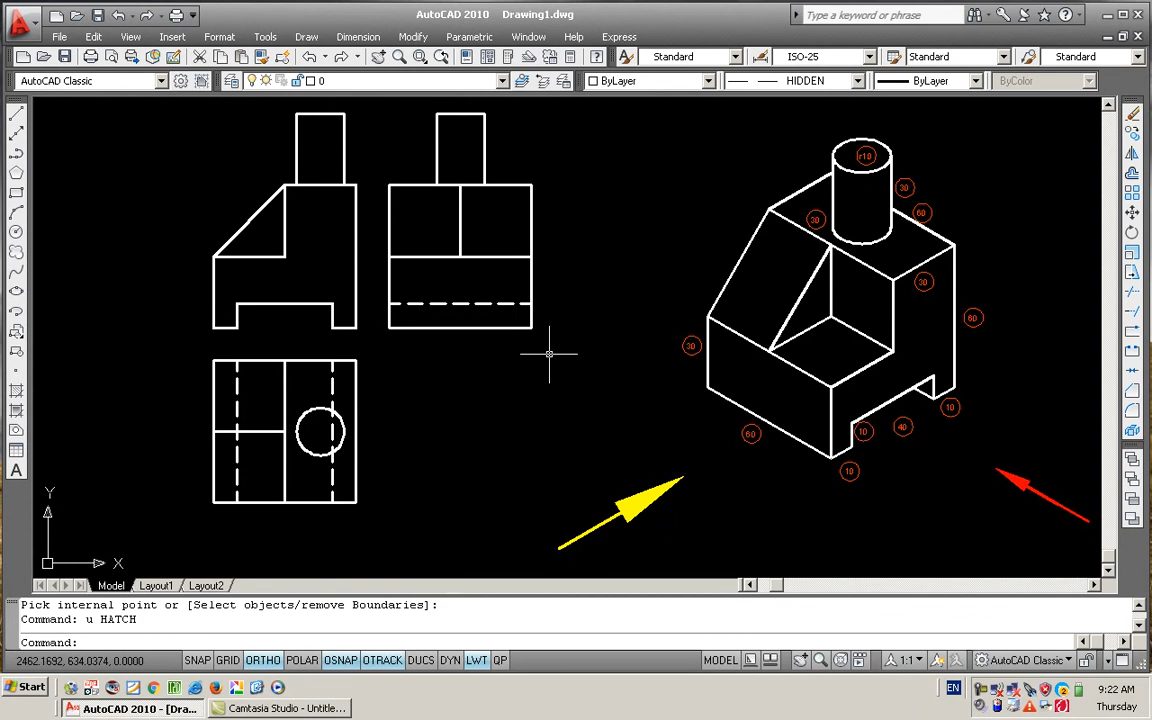 AutoCAD 2010 Drawing1.dwg
Type a keyword or phrase
File Edit View Insert Format Tools Draw Dimension Modify Parametric Window Help Express
Standard ISO-25 Standard Standard
AutoCAD Classic 0 ByLayer HIDDEN ByLayer ByColor
r10
30
30
60
30
60
30
10
60
10
40
10
Y
X
Model Layout1 Layout2
Pick internal point or [Select objects/remove Boundaries]:
Command: u HATCH
Command:
2462.1692, 634.0374, 0.0000 SNAP GRID ORTHO POLAR OSNAP OTRACK DUCS DYN LWT QP MODEL 1:1 AutoCAD Classic
Start EN 9:22 AM
AutoCAD 2010 - [Dra... Camtasia Studio - Untitle... Thursday